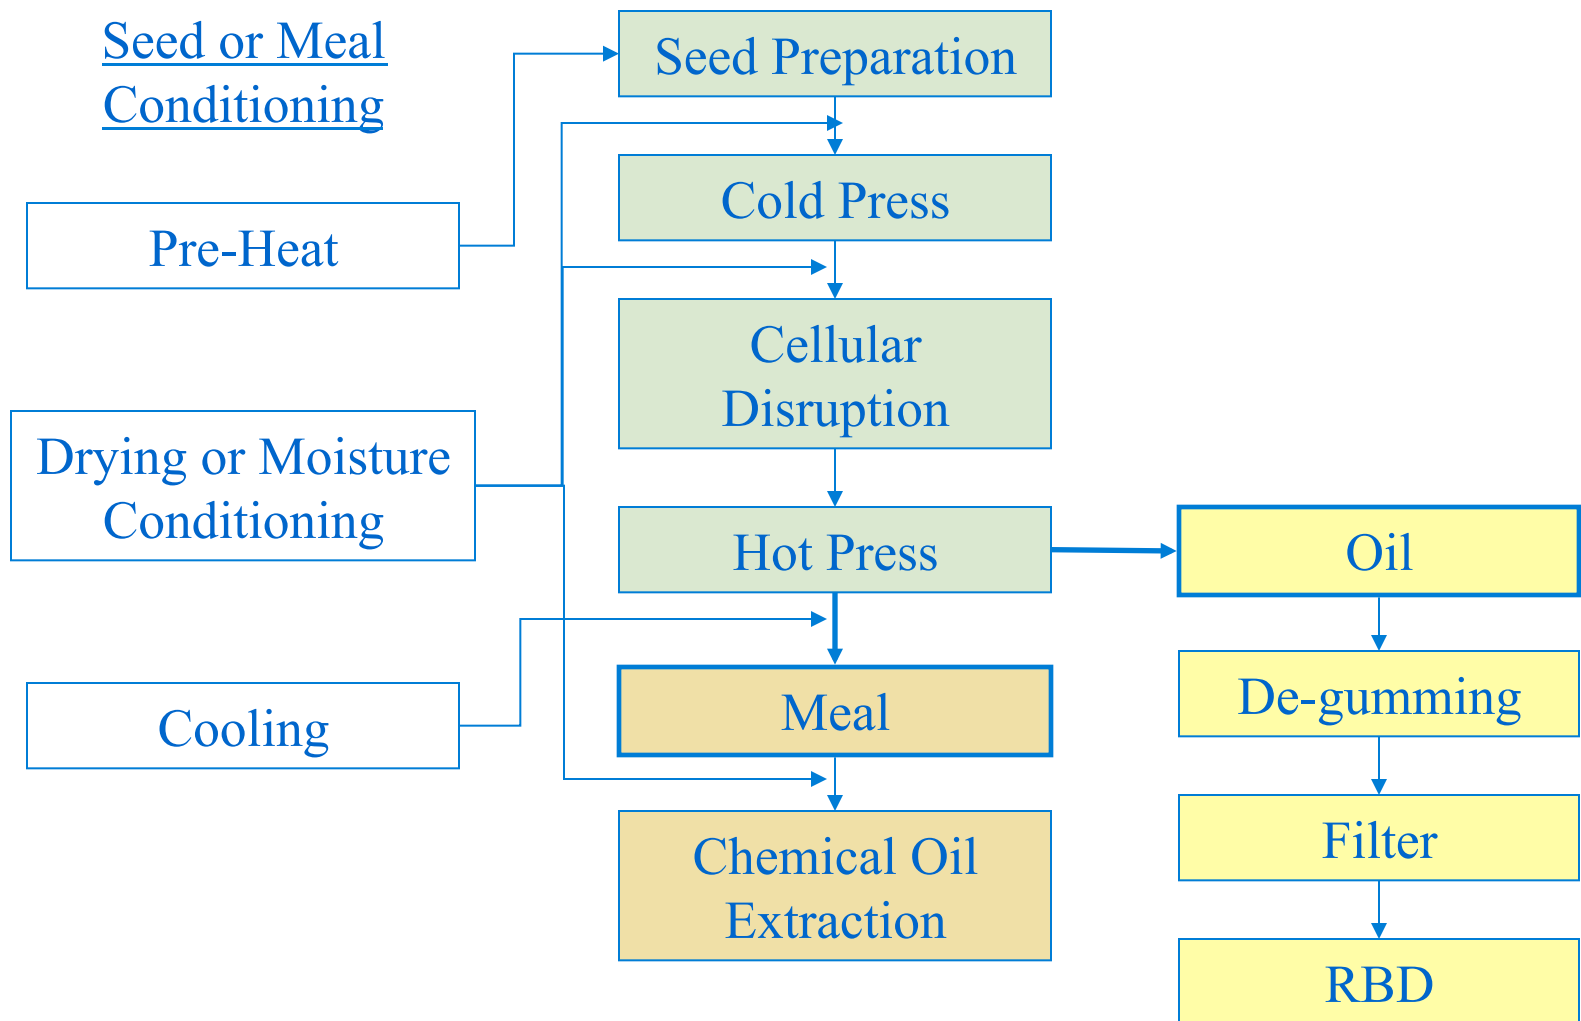 Seed or Meal
Conditioning
Pre-Heat
Drying or Moisture
Conditioning
Cooling
Seed Preparation
Cold Press
Cellular
Disruption
Hot Press
Meal
Chemical Oil
Extraction
Oil
De-gumming
Filter
RBD